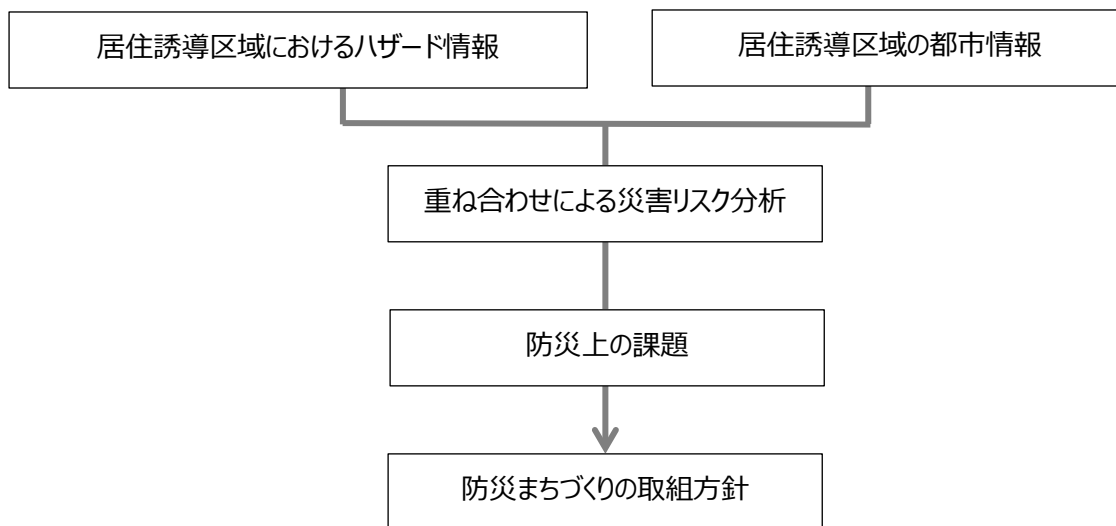 居住誘導区域におけるハザード情報
居住誘導区域の都市情報
重ね合わせによる災害リスク分析
防災上の課題
防災まちづくりの取組方針